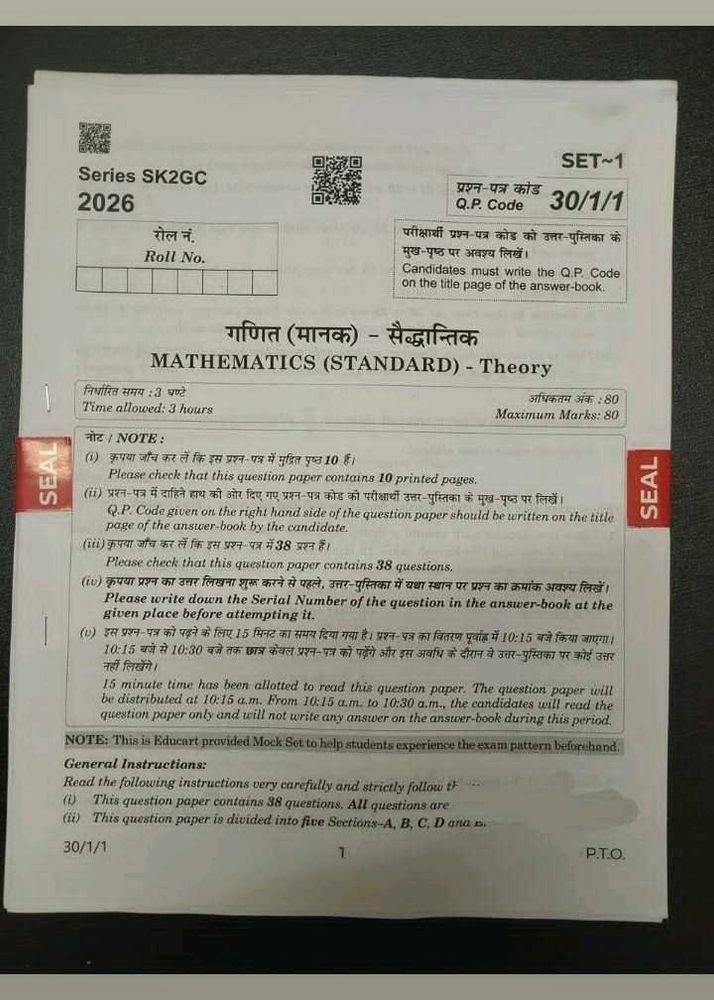 Series SK2GC
2026
SET~1
प्रश्न-पत्र कोड
Q.P. Code 30/1/1
रोल नं.
Roll No.
परीक्षार्थी प्रश्न-पत्र कोड को उत्तर-पुस्तिका के
मुख-पृष्ठ पर अवश्य लिखें।
Candidates must write the Q.P. Code
on the title page of the answer-book.
गणित (मानक) - सैद्धान्तिक
MATHEMATICS (STANDARD) - Theory
निर्धारित समय : 3 घण्टे
Time allowed: 3 hours
अधिकतम अंक : 80
Maximum Marks: 80
SEAL
SEAL
नोट / NOTE :
(i) कृपया जाँच कर लें कि इस प्रश्न-पत्र में मुद्रित पृष्ठ 10 हैं।
Please check that this question paper contains 10 printed pages.
(ii) प्रश्न-पत्र में दाहिने हाथ की ओर दिए गए प्रश्न-पत्र कोड को परीक्षार्थी उत्तर-पुस्तिका के मुख-पृष्ठ पर लिखें।
Q.P. Code given on the right hand side of the question paper should be written on the title
page of the answer-book by the candidate.
(iii) कृपया जाँच कर लें कि इस प्रश्न-पत्र में 38 प्रश्न हैं।
Please check that this question paper contains 38 questions.
(iv) कृपया प्रश्न का उत्तर लिखना शुरू करने से पहले, उत्तर-पुस्तिका में यथा स्थान पर प्रश्न का क्रमांक अवश्य लिखें।
Please write down the Serial Number of the question in the answer-book at the
given place before attempting it.
(v) इस प्रश्न-पत्र को पढ़ने के लिए 15 मिनट का समय दिया गया है। प्रश्न-पत्र का वितरण पूर्वाह्न में 10:15 बजे किया जाएगा।
10:15 बजे से 10:30 बजे तक छात्र केवल प्रश्न-पत्र को पढ़ेंगे और इस अवधि के दौरान वे उत्तर-पुस्तिका पर कोई उत्तर
नहीं लिखेंगे।
15 minute time has been allotted to read this question paper. The question paper will
be distributed at 10:15 a.m. From 10:15 a.m. to 10:30 a.m., the candidates will read the
question paper only and will not write any answer on the answer-book during this period.
NOTE: This is Educart provided Mock Set to help students experience the exam pattern beforehand.
General Instructions:
Read the following instructions very carefully and strictly follow
(i) This question paper contains 38 questions. All questions are
(ii) This question paper is divided into five Sections–A, B, C, D and
30/1/1
1
P.T.O.